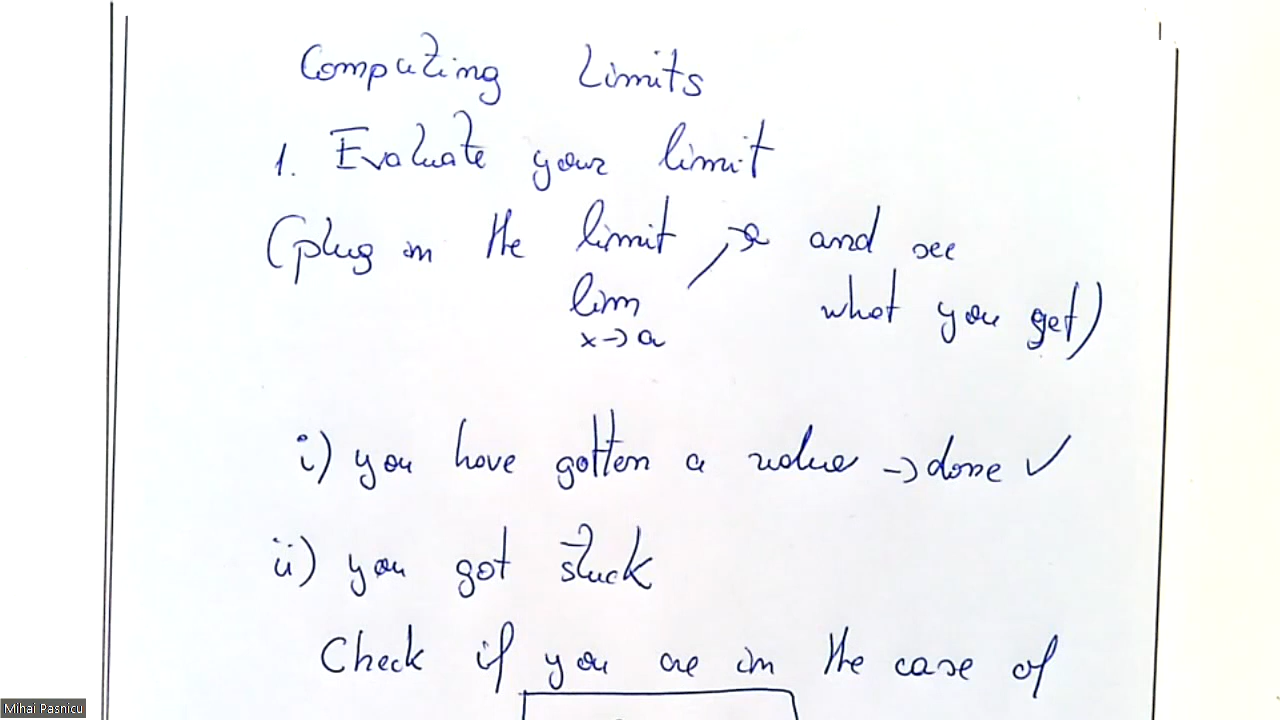 Computing Limits
1. Evaluate your limit
(plug in the limit → a and see
lim
x→a
what you get)
i) you have gotten a value → done ✓
ii) you got stuck
Check if you are in the case of
Mihai Pasnicu